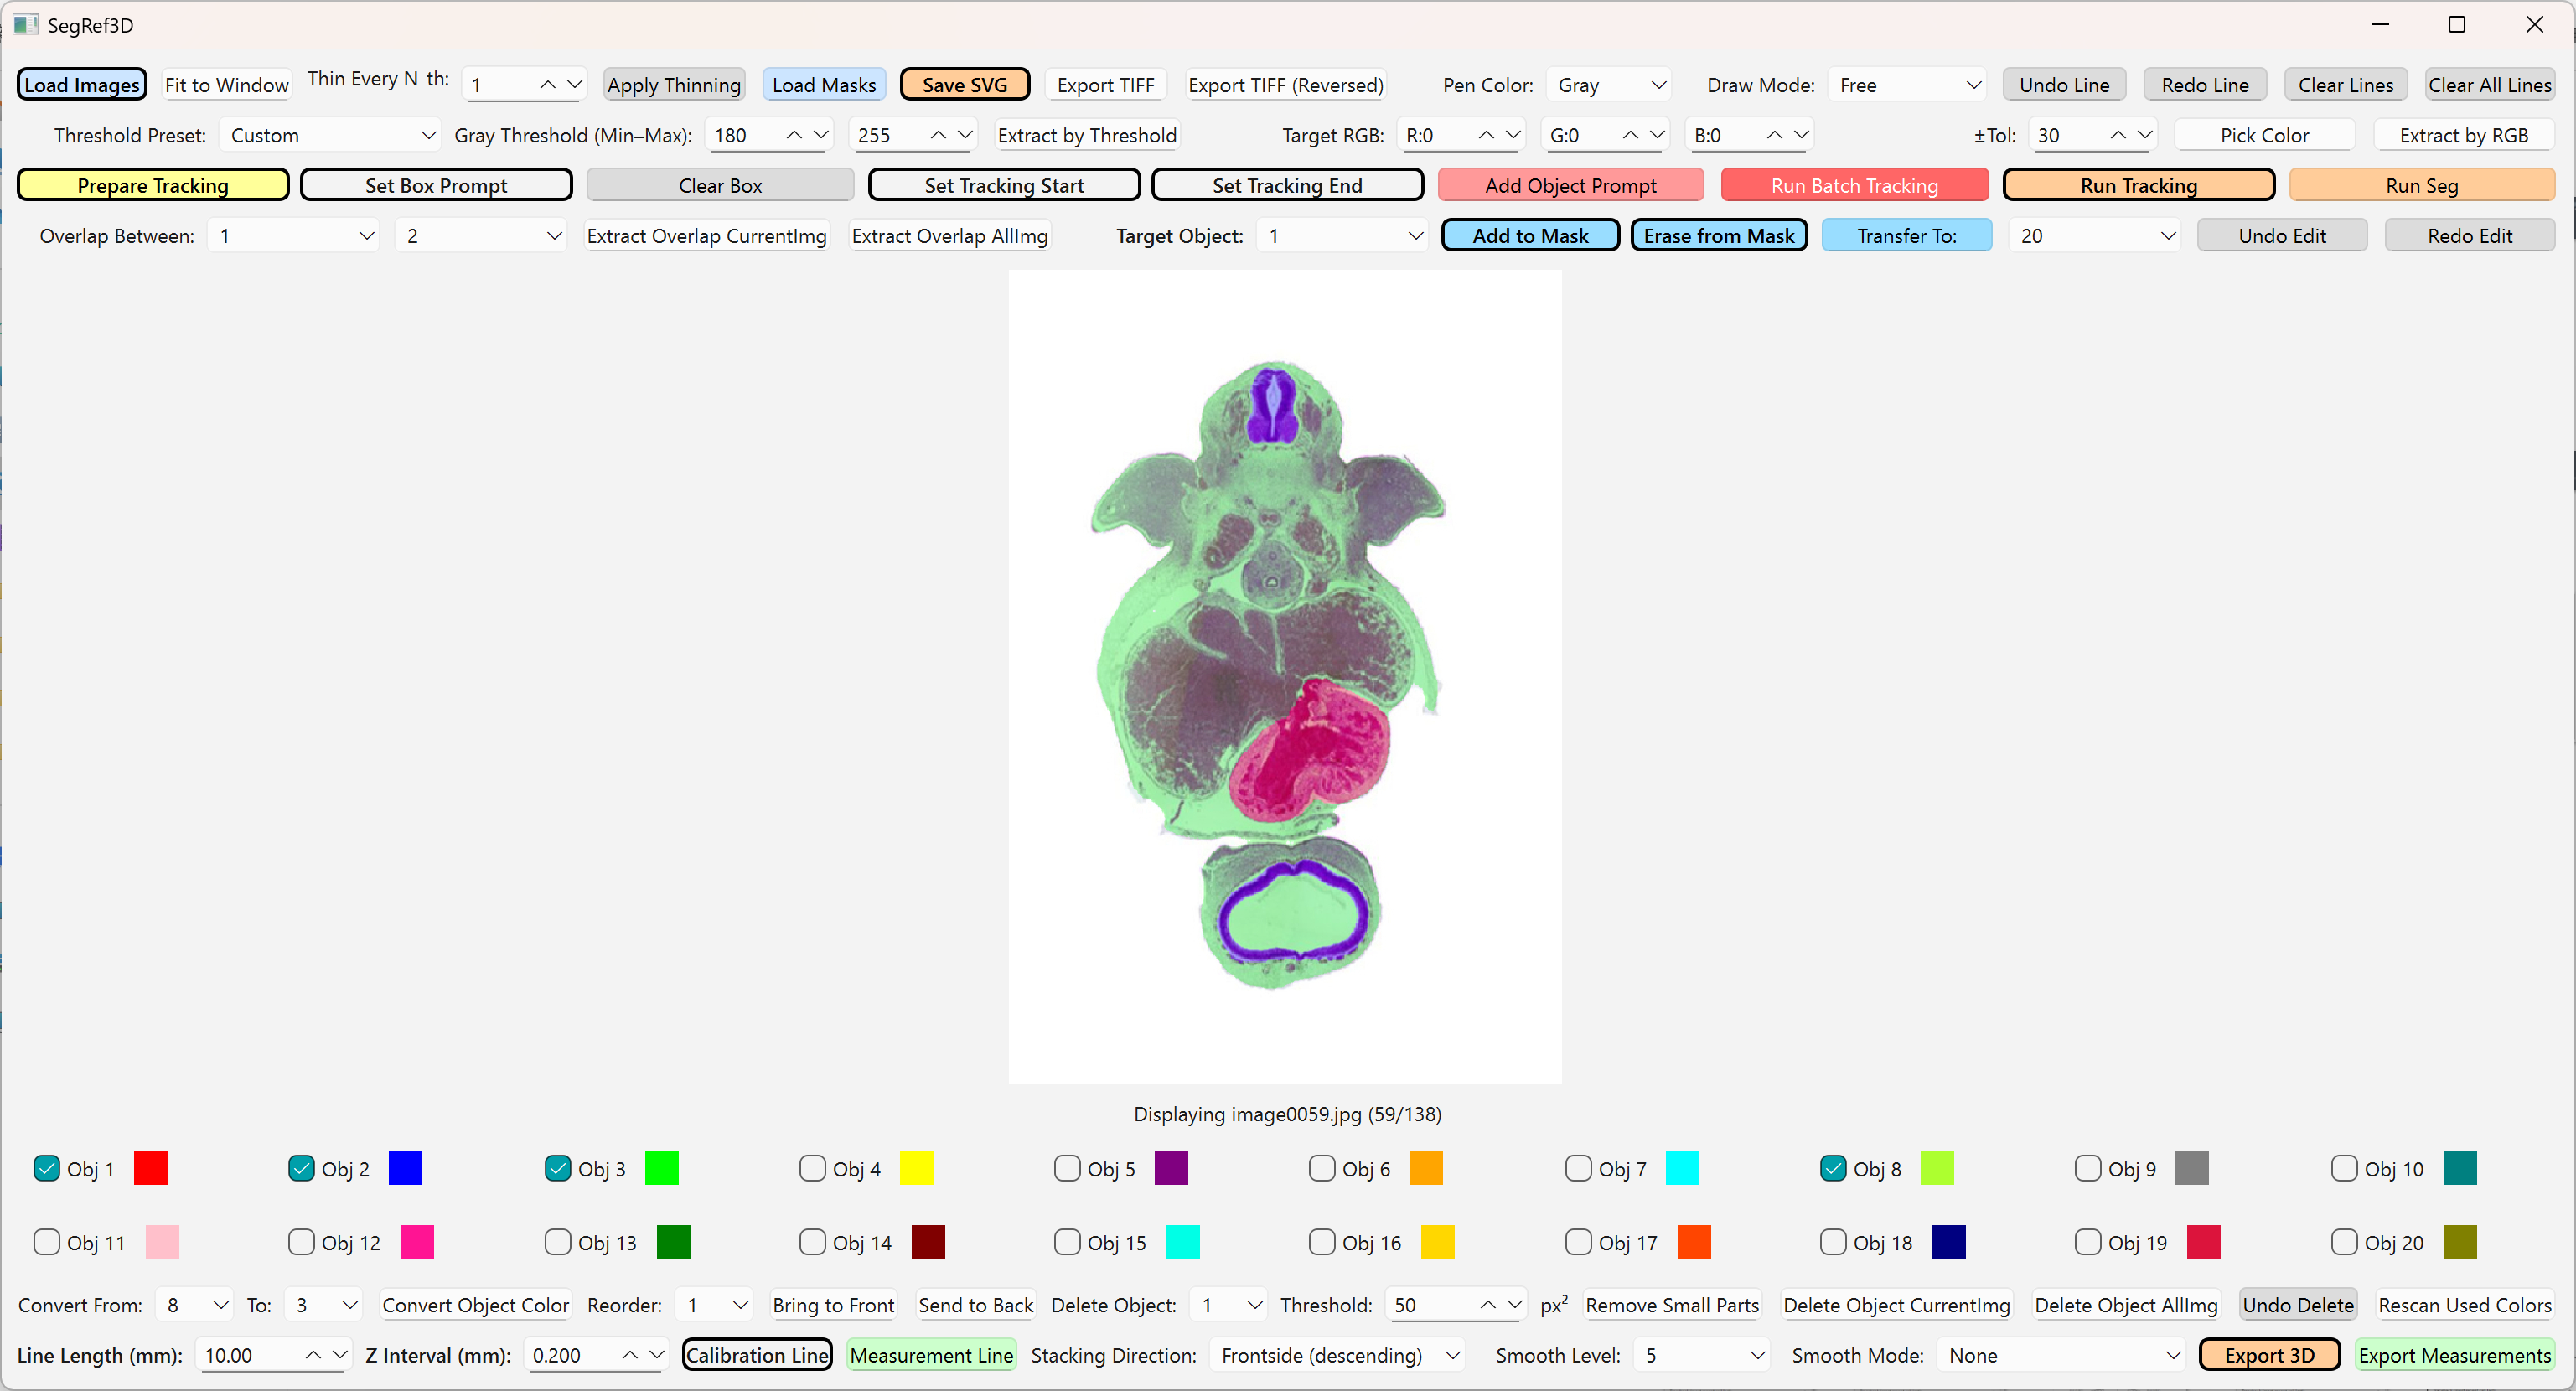 SegRef3D
Load Images Fit to Window Thin Every N-th: 1 Apply Thinning Load Masks Save SVG Export TIFF Export TIFF (Reversed) Pen Color: Gray Draw Mode: Free Undo Line Redo Line Clear Lines Clear All Lines
Threshold Preset: Custom Gray Threshold (Min–Max): 180 255 Extract by Threshold Target RGB: R:0 G:0 B:0 ±Tol: 30 Pick Color Extract by RGB
Prepare Tracking Set Box Prompt Clear Box Set Tracking Start Set Tracking End Add Object Prompt Run Batch Tracking Run Tracking Run Seg
Overlap Between: 1 2 Extract Overlap CurrentImg Extract Overlap AllImg Target Object: 1 Add to Mask Erase from Mask Transfer To: 20 Undo Edit Redo Edit
Displaying image0059.jpg (59/138)
Obj 1 Obj 2 Obj 3 Obj 4 Obj 5 Obj 6 Obj 7 Obj 8 Obj 9 Obj 10
Obj 11 Obj 12 Obj 13 Obj 14 Obj 15 Obj 16 Obj 17 Obj 18 Obj 19 Obj 20
Convert From: 8 To: 3 Convert Object Color Reorder: 1 Bring to Front Send to Back Delete Object: 1 Threshold: 50 px² Remove Small Parts Delete Object CurrentImg Delete Object AllImg Undo Delete Rescan Used Colors
Line Length (mm): 10.00 Z Interval (mm): 0.200 Calibration Line Measurement Line Stacking Direction: Frontside (descending) Smooth Level: 5 Smooth Mode: None Export 3D Export Measurements